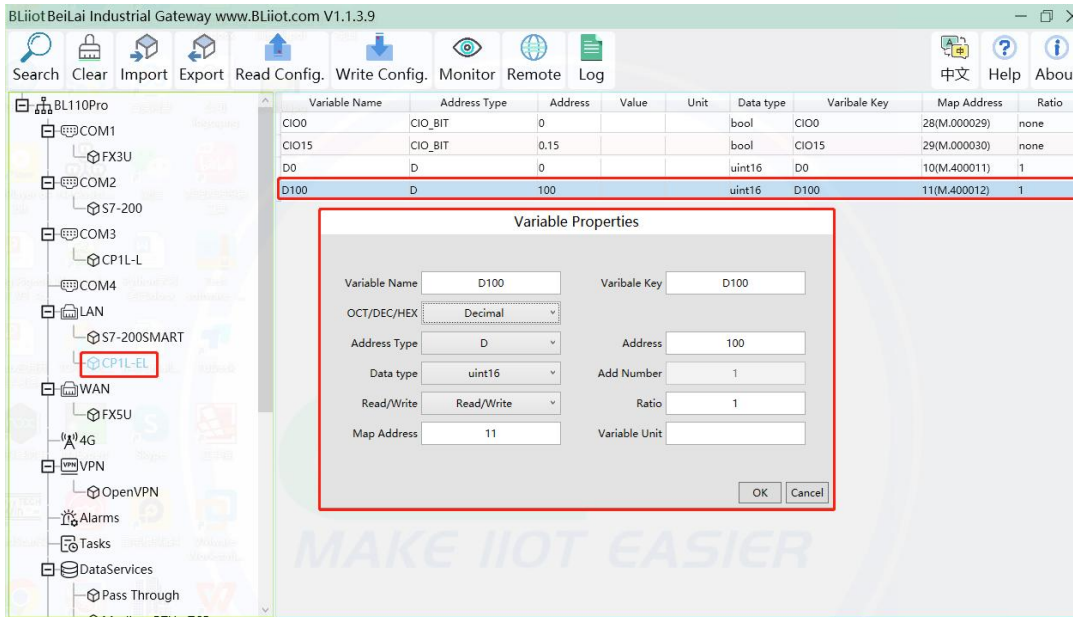 BLiiot BeiLai Industrial Gateway www.BLiiot.com V1.1.3.9
Search Clear Import Export Read Config. Write Config. Monitor Remote Log 中文 Help Abou
BL110Pro
COM1
FX3U
COM2
S7-200
COM3
CP1L-L
COM4
LAN
S7-200SMART
CP1L-EL
WAN
FX5U
4G
VPN
OpenVPN
Alarms
Tasks
DataServices
Pass Through
Variable Name Address Type Address Value Unit Data type Varibale Key Map Address Ratio
CIO0 CIO_BIT 0 bool CIO0 28(M.000029) none
CIO15 CIO_BIT 0.15 bool CIO15 29(M.000030) none
D0 D 0 uint16 D0 10(M.400011) 1
D100 D 100 uint16 D100 11(M.400012) 1
Variable Properties
Variable Name D100 Varibale Key D100
OCT/DEC/HEX Decimal
Address Type D Address 100
Data type uint16 Add Number 1
Read/Write Read/Write Ratio 1
Map Address 11 Variable Unit
OK Cancel
MAKE IIOT EASIER